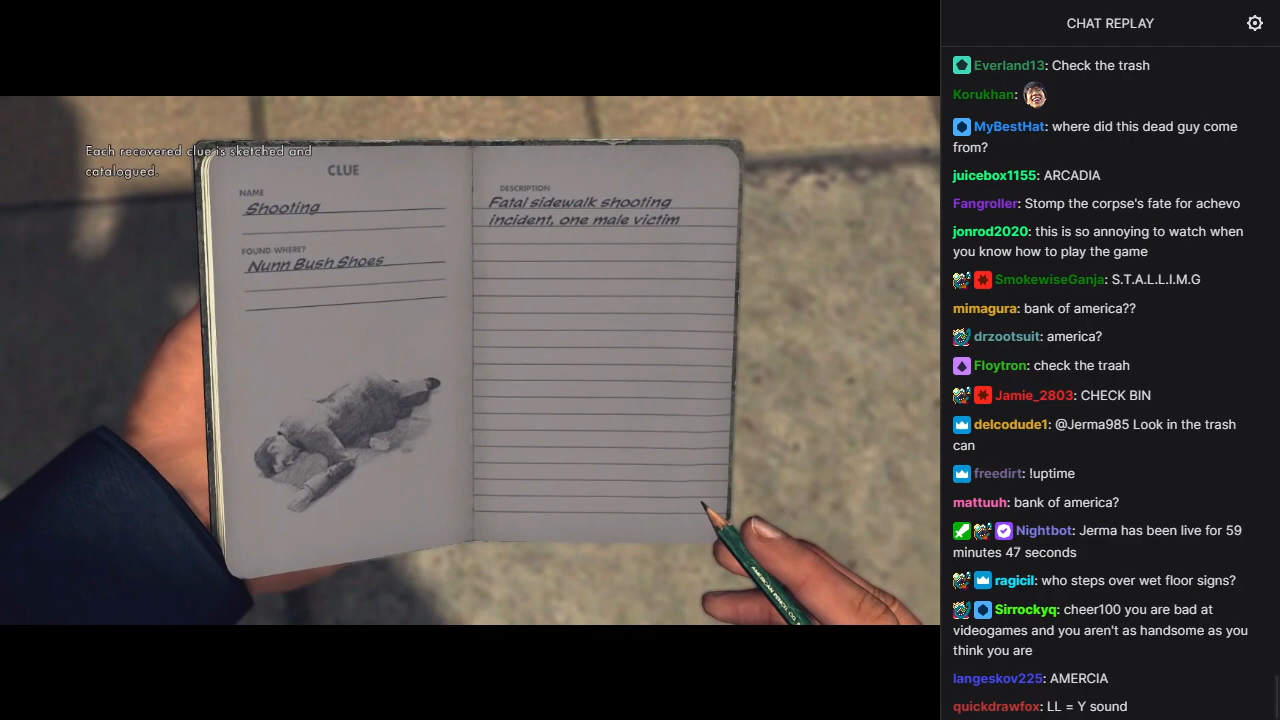 Each recovered clue is sketched and
catalogued.
CLUE
NAME
Shooting
FOUND WHERE?
Nunn Bush Shoes
DESCRIPTION
Fatal sidewalk shooting
incident, one male victim
AMERICAN PENCIL CO.
CHAT REPLAY
Everland13: Check the trash
Korukhan:
MyBestHat: where did this dead guy come
from?
juicebox1155: ARCADIA
Fangroller: Stomp the corpse's fate for achevo
jonrod2020: this is so annoying to watch when
you know how to play the game
SmokewiseGanja: S.T.A.L.L.I.M.G
mimagura: bank of america??
drzootsuit: america?
Floytron: check the traah
Jamie_2803: CHECK BIN
delcodude1: @Jerma985 Look in the trash
can
freedirt: !uptime
mattuuh: bank of america?
Nightbot: Jerma has been live for 59
minutes 47 seconds
ragicil: who steps over wet floor signs?
Sirrockyq: cheer100 you are bad at
videogames and you aren't as handsome as you
think you are
langeskov225: AMERCIA
quickdrawfox: LL = Y sound